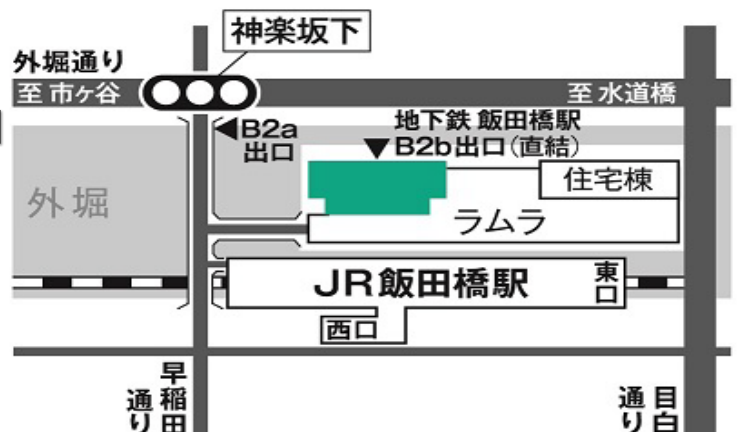 神楽坂下
外堀通り
至 市ヶ谷
至 水道橋
◀B2a
出口
地下鉄 飯田橋駅
▼B2b出口(直結)
住宅棟
外堀
ラムラ
JR飯田橋駅
東口
西口
早稲田通り
目白通り